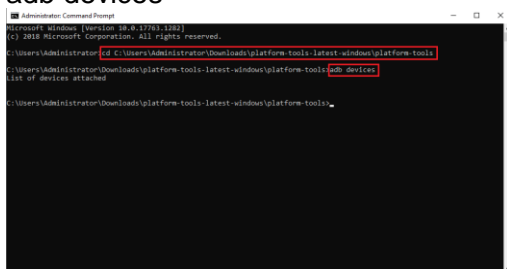 adb devices
Administrator: Command Prompt
Microsoft Windows [Version 10.0.17763.1282]
(c) 2018 Microsoft Corporation. All rights reserved.
C:\Users\Administrator>cd C:\Users\Administrator\Downloads\platform-tools-latest-windows\platform-tools
C:\Users\Administrator\Downloads\platform-tools-latest-windows\platform-tools>adb devices
List of devices attached
C:\Users\Administrator\Downloads\platform-tools-latest-windows\platform-tools>